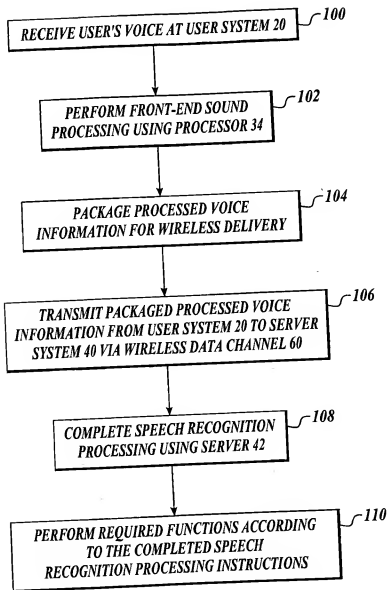 100
RECEIVE USER'S VOICE AT USER SYSTEM 20
102
PERFORM FRONT-END SOUND
PROCESSING USING PROCESSOR 34
104
PACKAGE PROCESSED VOICE
INFORMATION FOR WIRELESS DELIVERY
106
TRANSMIT PACKAGED PROCESSED VOICE
INFORMATION FROM USER SYSTEM 20 TO SERVER
SYSTEM 40 VIA WIRELESS DATA CHANNEL 60
108
COMPLETE SPEECH RECOGNITION
PROCESSING USING SERVER 42
110
PERFORM REQUIRED FUNCTIONS ACCORDING
TO THE COMPLETED SPEECH
RECOGNITION PROCESSING INSTRUCTIONS